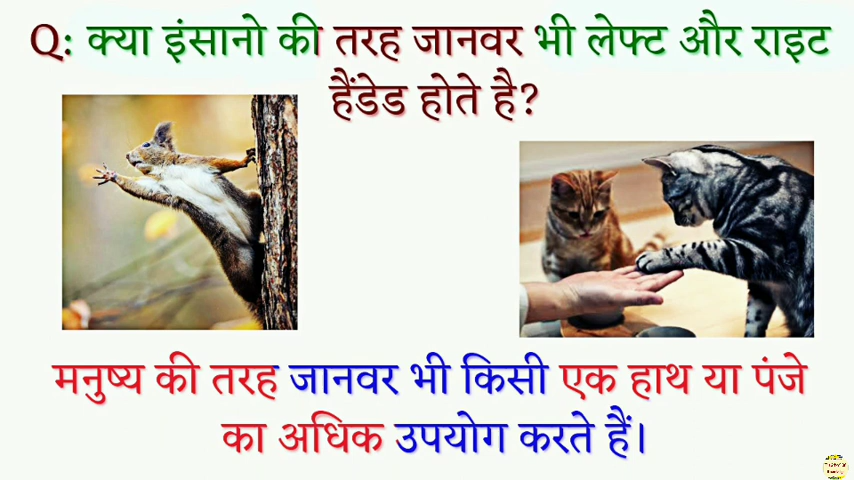 Q: क्या इंसानो की तरह जानवर भी लेफ्ट और राइट
हैंडेड होते है?
मनुष्य की तरह जानवर भी किसी एक हाथ या पंजे
का अधिक उपयोग करते हैं।